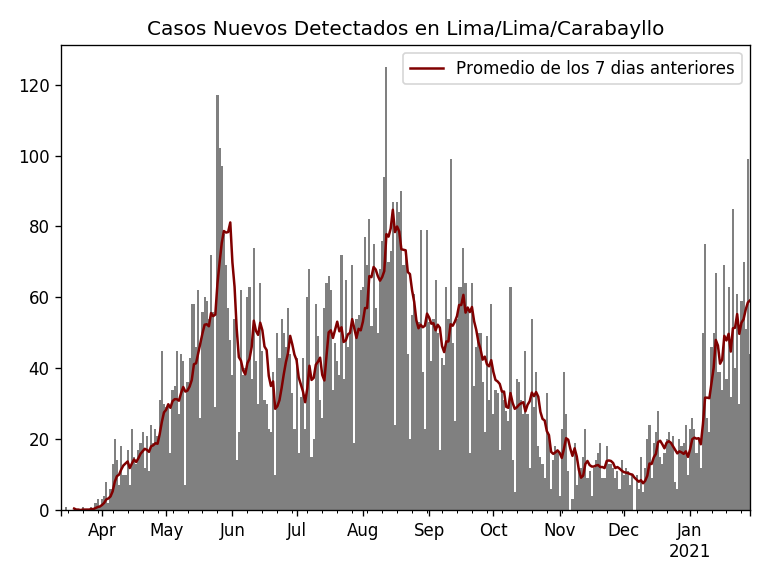 Casos Nuevos Detectados en Lima/Lima/Carabayllo
Promedio de los 7 dias anteriores
120
100
80
60
40
20
0
Apr May Jun Jul Aug Sep Oct Nov Dec Jan
2021